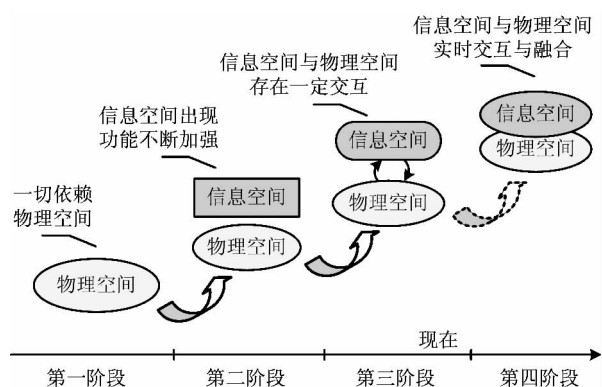 信息空间与物理空间
实时交互与融合
信息空间与物理空间
存在一定交互
信息空间出现
功能不断加强
一切依赖
物理空间
信息空间
物理空间
信息空间
物理空间
信息空间
物理空间
物理空间
现在
第一阶段
第二阶段
第三阶段
第四阶段